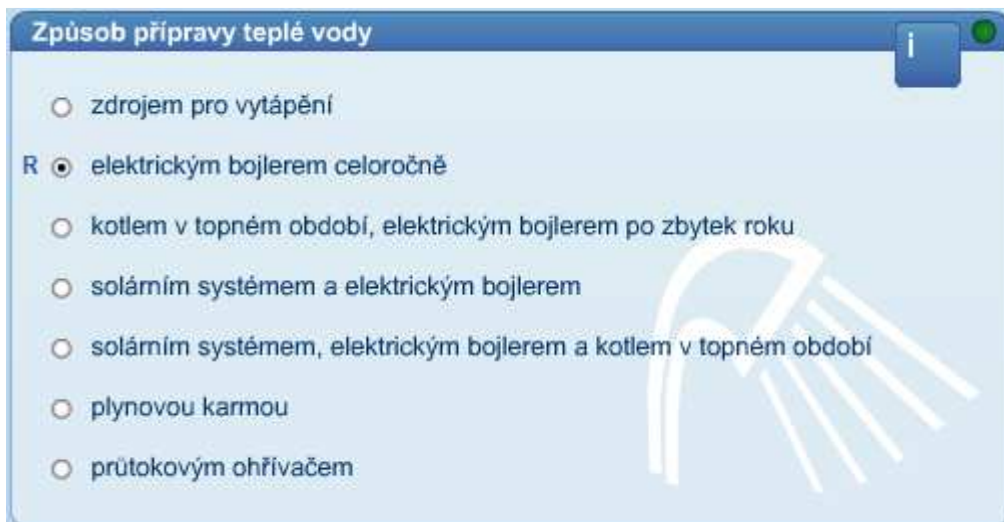 Způsob přípravy teplé vody
i
zdrojem pro vytápění
R elektrickým bojlerem celoročně
kotlem v topném období, elektrickým bojlerem po zbytek roku
solárním systémem a elektrickým bojlerem
solárním systémem, elektrickým bojlerem a kotlem v topném období
plynovou karmou
průtokovým ohřívačem